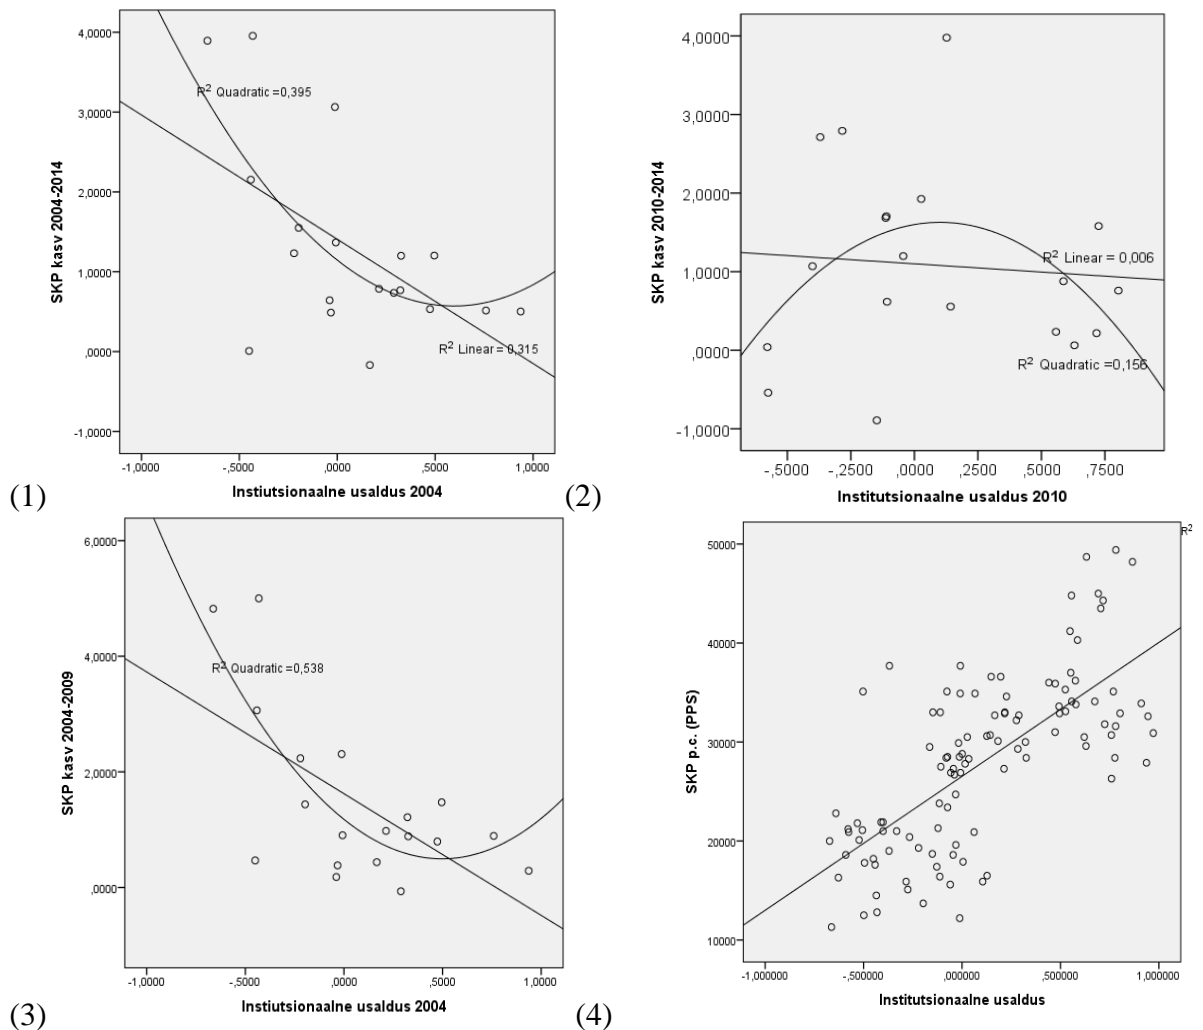 4,0000
3,0000
2,0000
1,0000
,0000
-1,0000
SKP kasv 2004-2014
R² Quadratic =0,395
R² Linear = 0,315
-1,0000 -,5000 ,0000 ,5000 1,0000
Instiutsionaalne usaldus 2004
(1)
4,0000
3,0000
2,0000
1,0000
,0000
-1,0000
SKP kasv 2010-2014
R² Linear = 0,006
R² Quadratic =0,156
-,5000 -,2500 ,0000 ,2500 ,5000 ,7500
Institutsionaalne usaldus 2010
(2)
6,0000
4,0000
2,0000
,0000
SKP kasv 2004-2009
R² Quadratic =0,538
-1,0000 -,5000 ,0000 ,5000 1,0000
Instiutsionaalne usaldus 2004
(3)
R²
50000
40000
30000
20000
10000
SKP p.c. (PPS)
-1,000000 -,500000 ,000000 ,500000 1,000000
Institutsionaalne usaldus
(4)